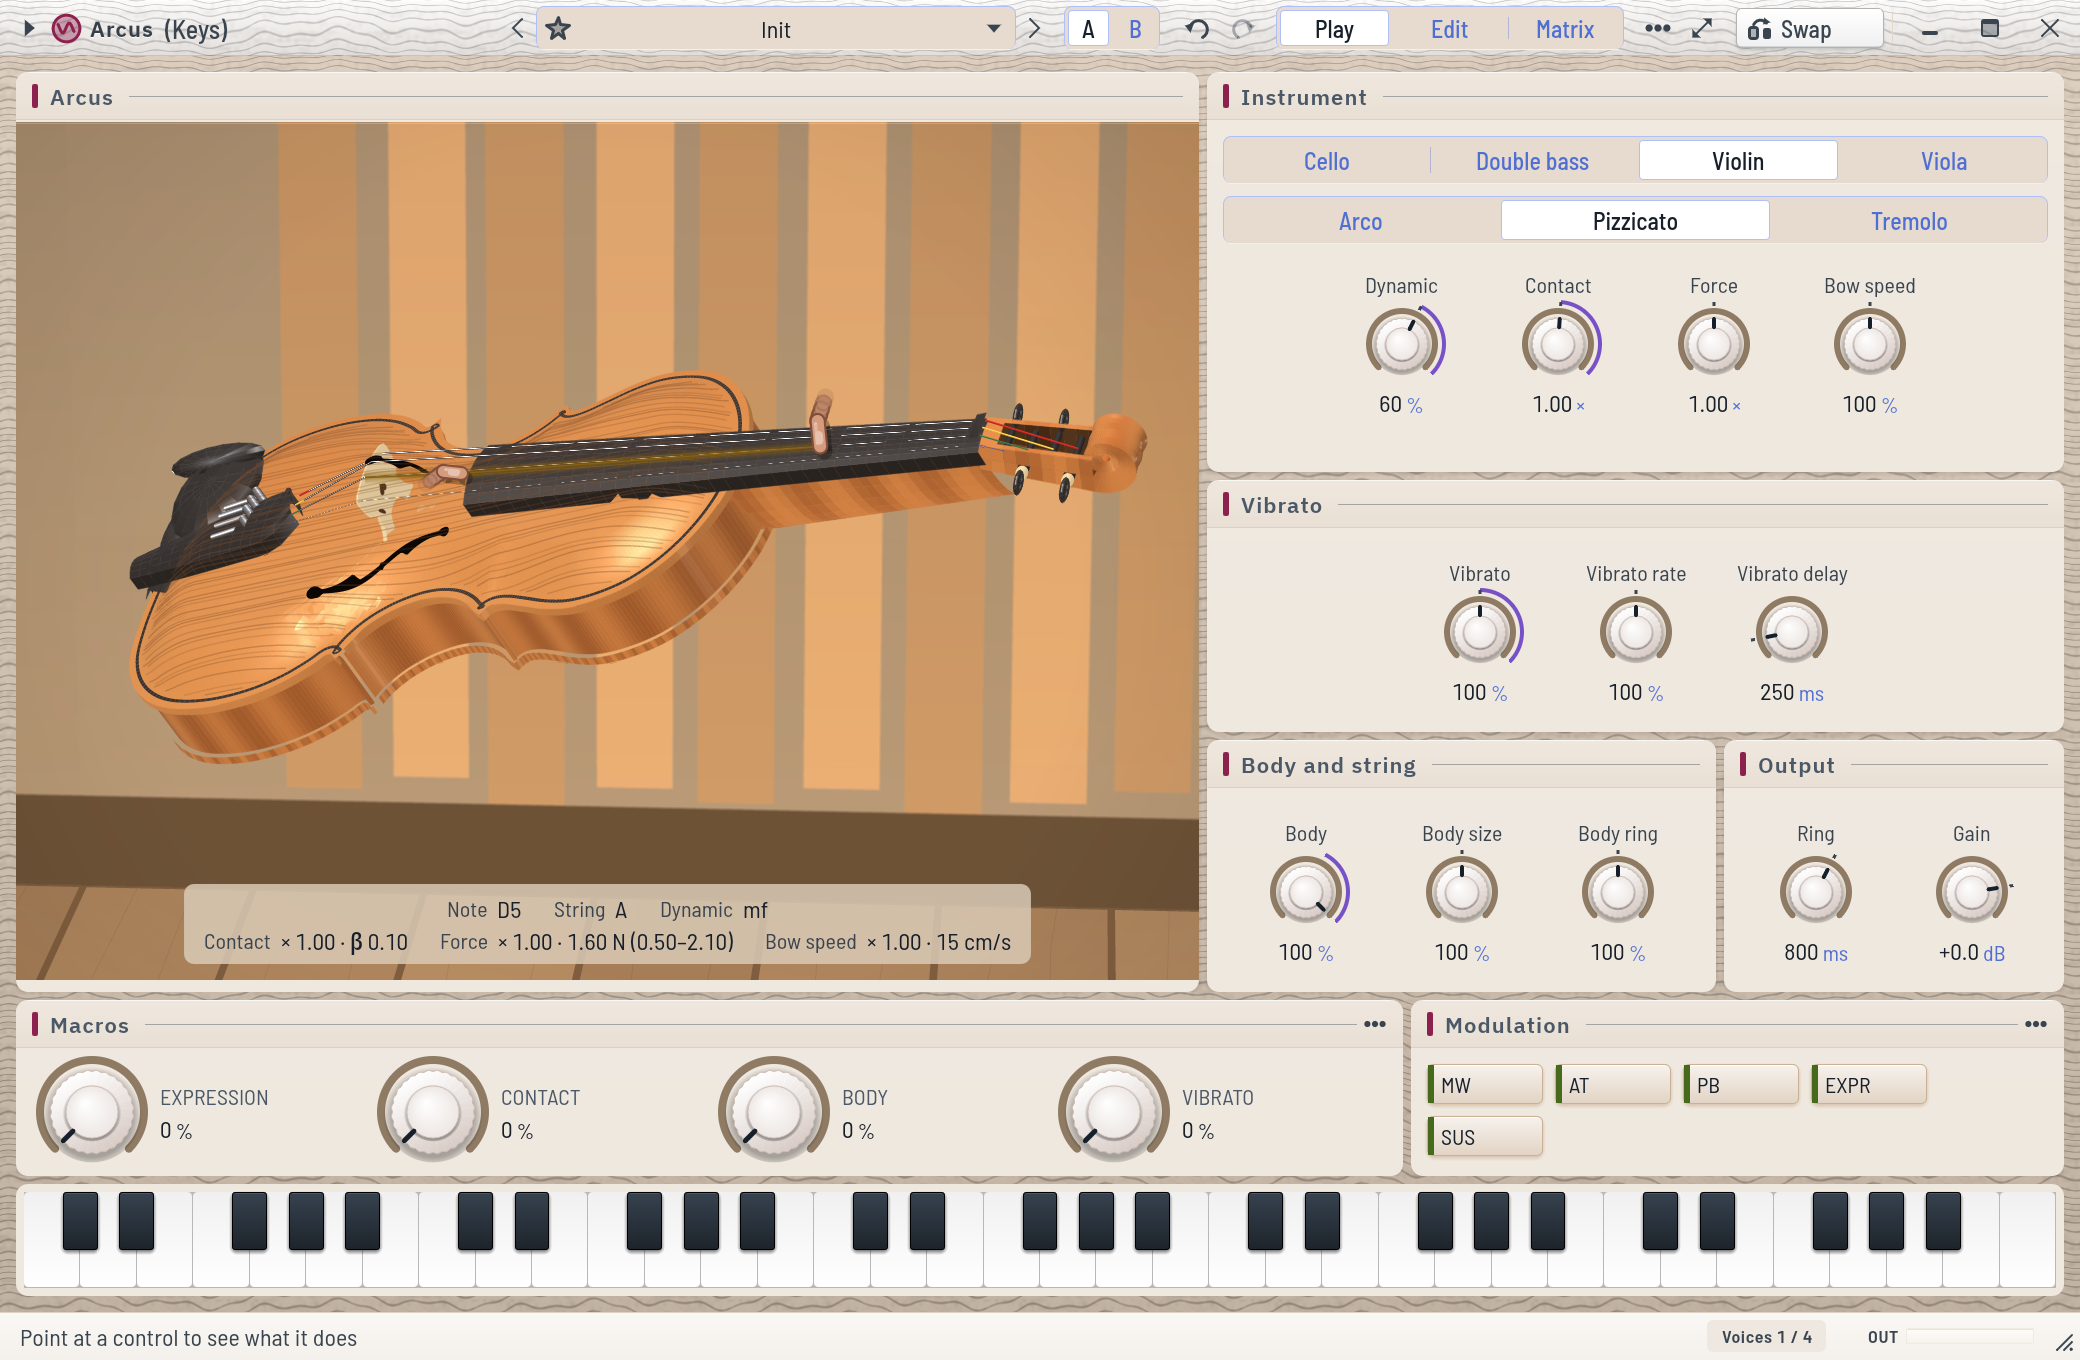 Arcus (Keys)
Init
A B
Play Edit Matrix
Swap
Arcus
Note D5 String A Dynamic mf
Contact × 1.00 · β 0.10 Force × 1.00 · 1.60 N (0.50–2.10) Bow speed × 1.00 · 15 cm/s
Instrument
Cello Double bass Violin Viola
Arco Pizzicato Tremolo
Dynamic Contact Force Bow speed
60 % 1.00 × 1.00 × 100 %
Vibrato
Vibrato Vibrato rate Vibrato delay
100 % 100 % 250 ms
Body and string
Body Body size Body ring
100 % 100 % 100 %
Output
Ring Gain
800 ms +0.0 dB
Macros
EXPRESSION
0 %
CONTACT
0 %
BODY
0 %
VIBRATO
0 %
Modulation
MW AT PB EXPR
SUS
Point at a control to see what it does
Voices 1 / 4 OUT